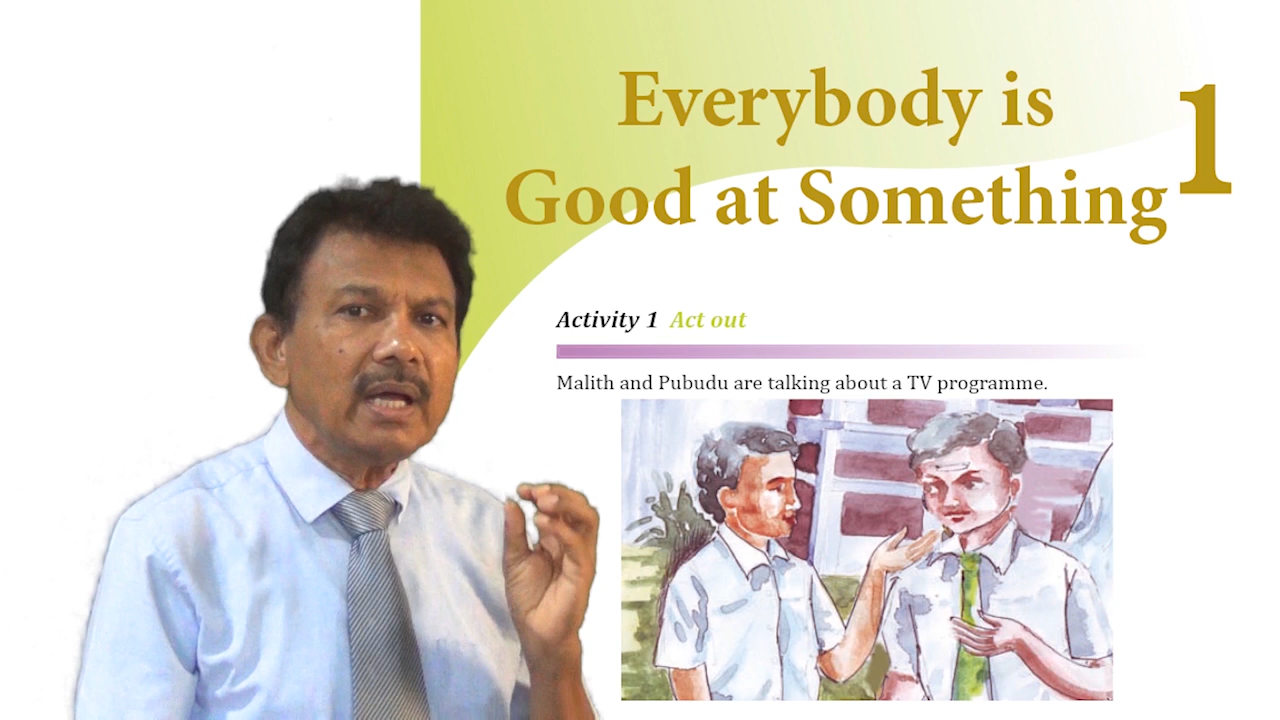 Everybody is
Good at Something
1
Activity 1 Act out
Malith and Pubudu are talking about a TV programme.